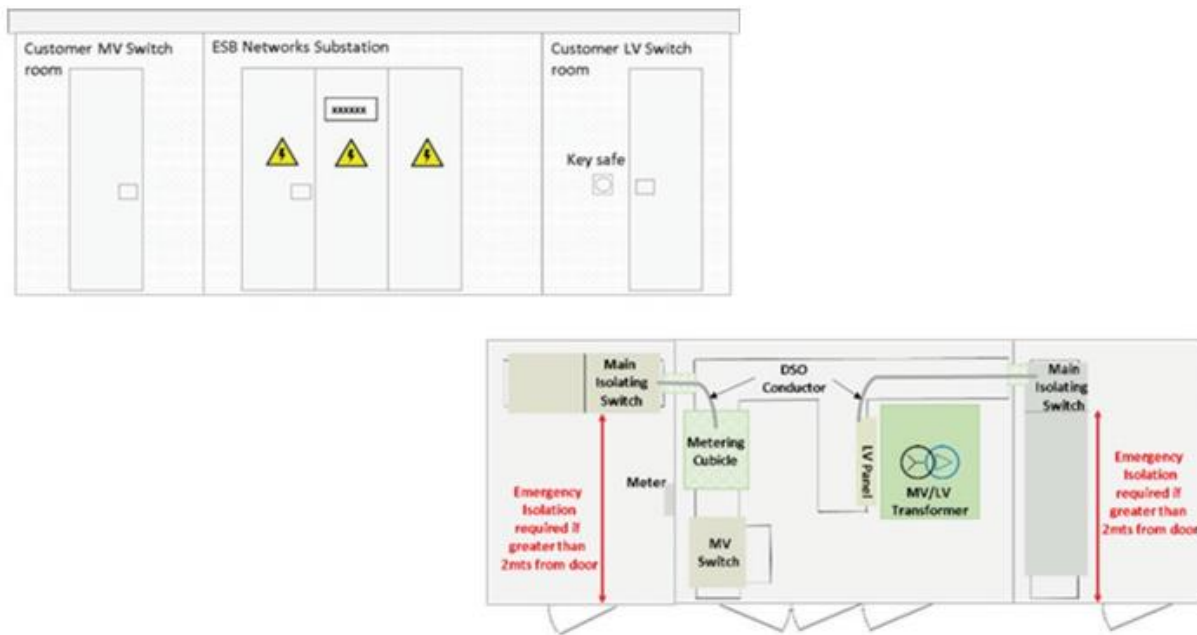 Customer MV Switch
room
ESB Networks Substation
Customer LV Switch
room
xxxxxx
Key safe
Main
Isolating
Switch
DSO
Conductor
Main
Isolating
Switch
Metering
Cubicle
LV Panel
MV/LV
Transformer
Meter
MV
Switch
Emergency
Isolation
required if
greater than
2mts from door
Emergency
Isolation
required if
greater than
2mts from door